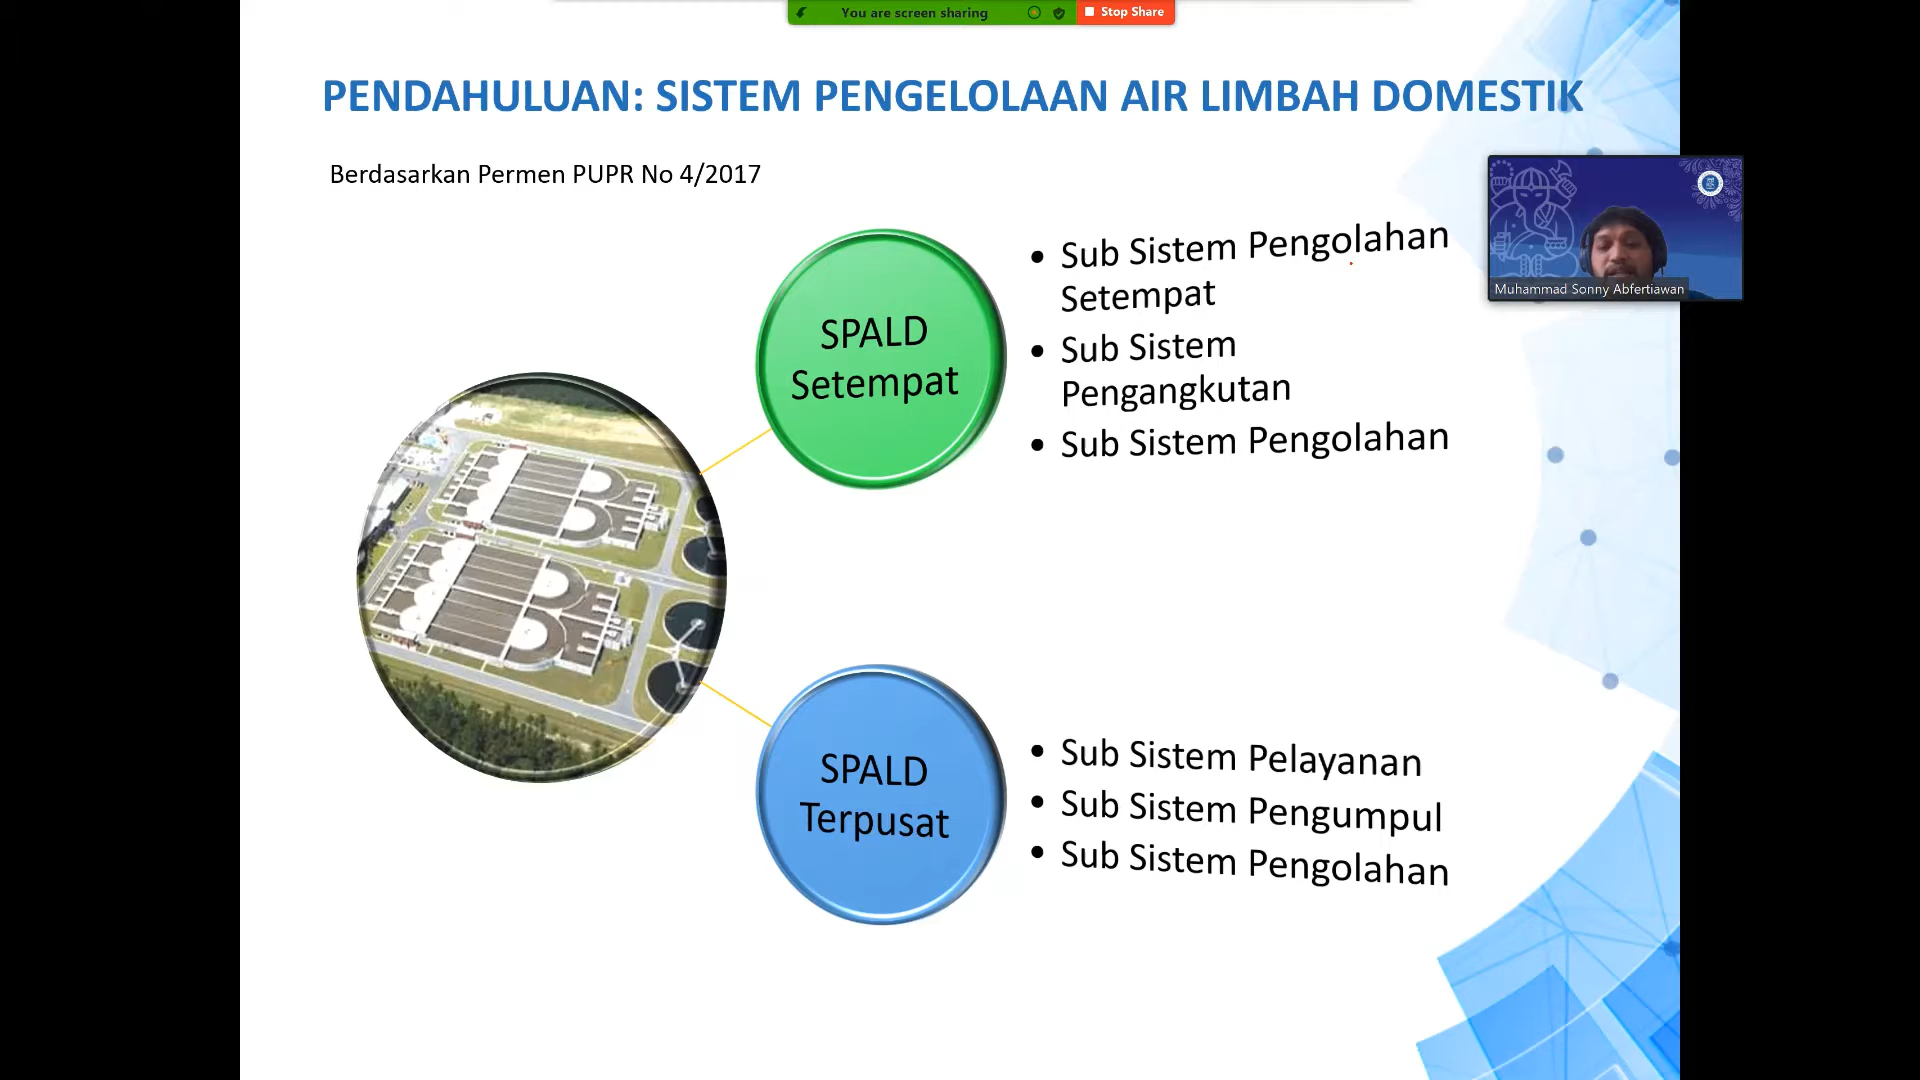 You are screen sharing
Stop Share
PENDAHULUAN: SISTEM PENGELOLAAN AIR LIMBAH DOMESTIK
Berdasarkan Permen PUPR No 4/2017
SPALD
Setempat
• Sub Sistem Pengolahan
Setempat
• Sub Sistem
Pengangkutan
• Sub Sistem Pengolahan
Muhammad Sonny Abfertiawan
SPALD
Terpusat
• Sub Sistem Pelayanan
• Sub Sistem Pengumpul
• Sub Sistem Pengolahan